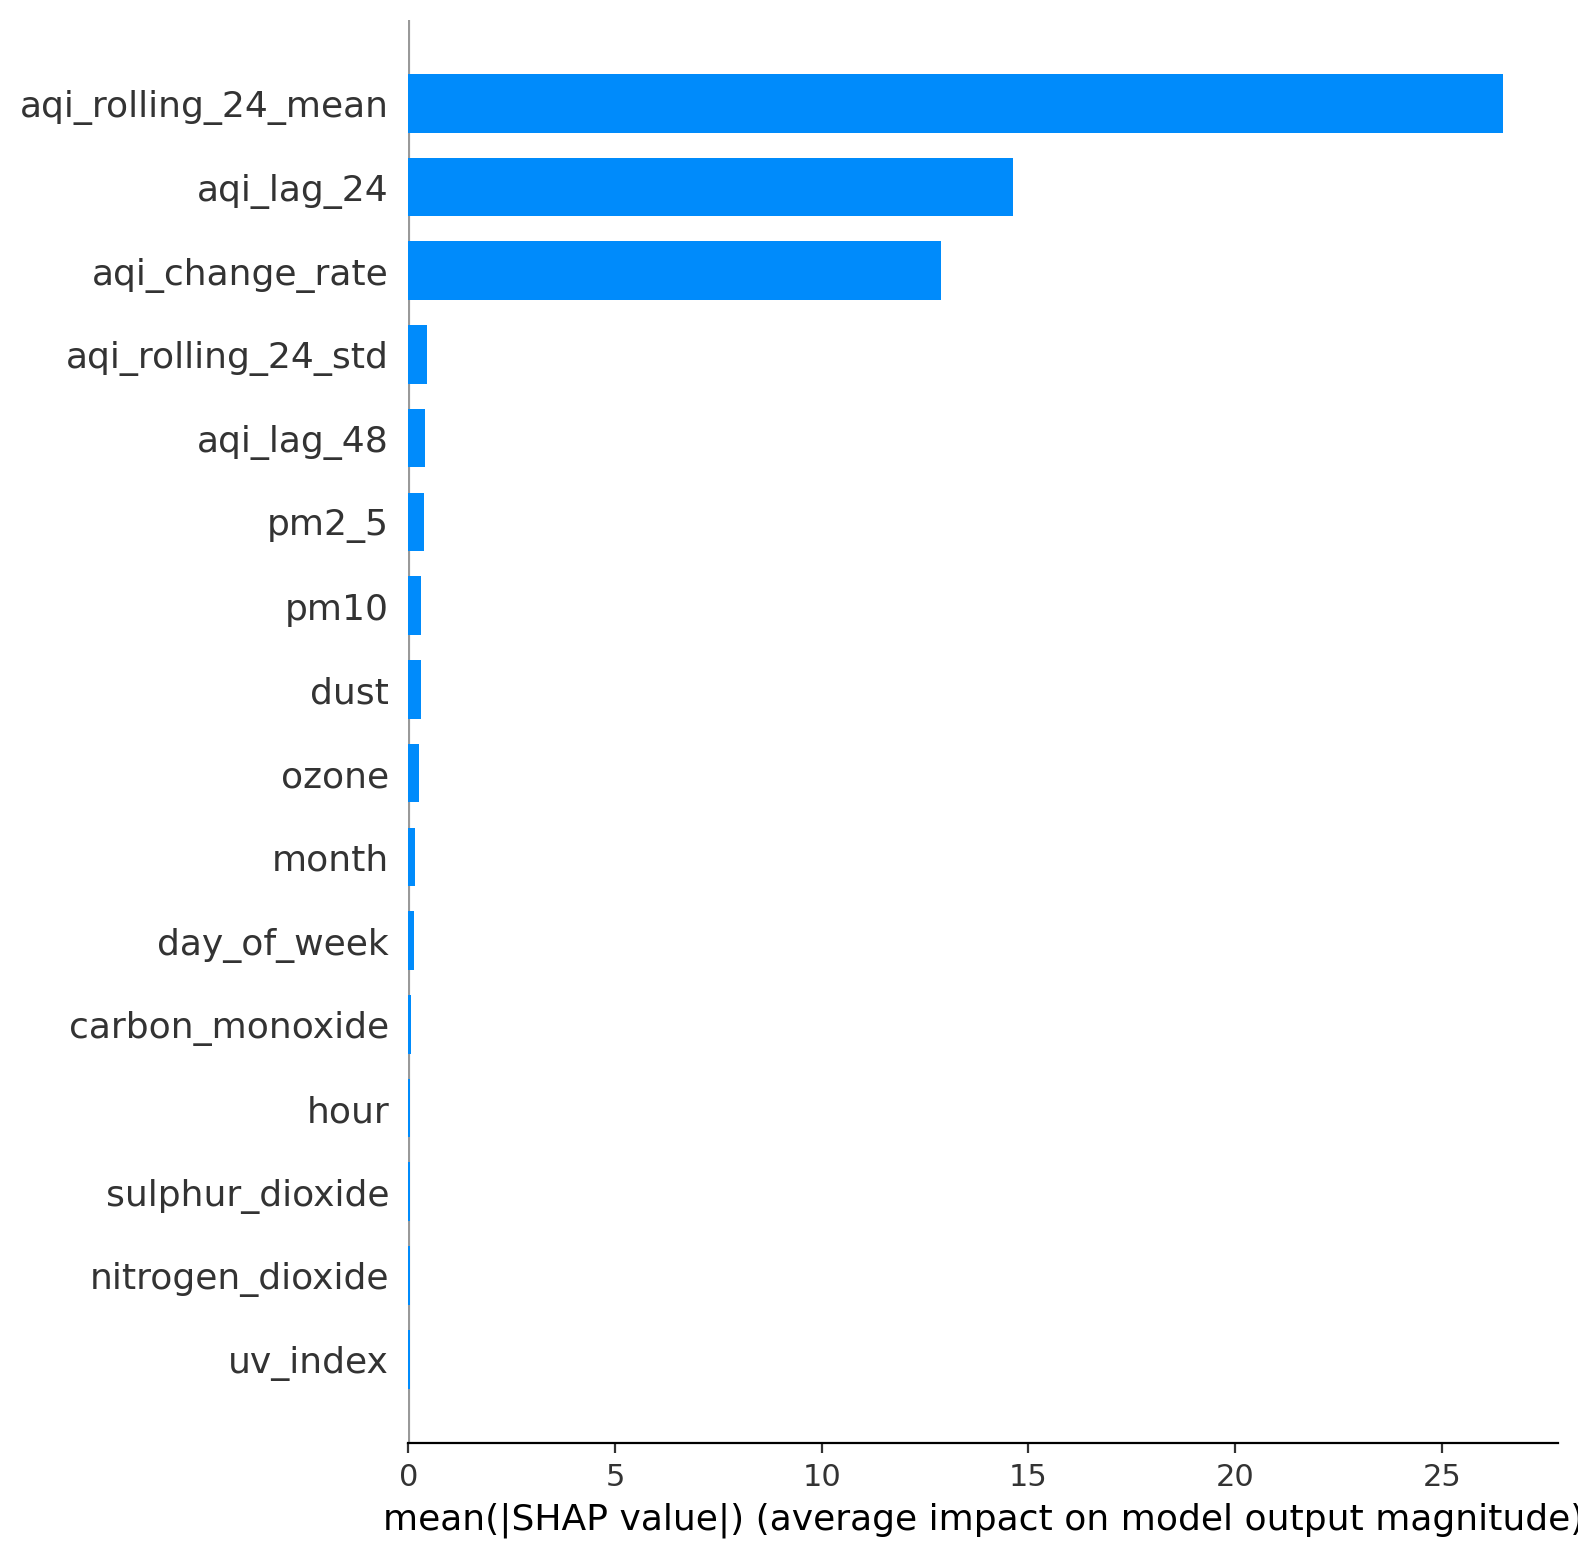 aqi_rolling_24_mean
aqi_lag_24
aqi_change_rate
aqi_rolling_24_std
aqi_lag_48
pm2_5
pm10
dust
ozone
month
day_of_week
carbon_monoxide
hour
sulphur_dioxide
nitrogen_dioxide
uv_index
0 5 10 15 20 25
mean(|SHAP value|) (average impact on model output magnitude)